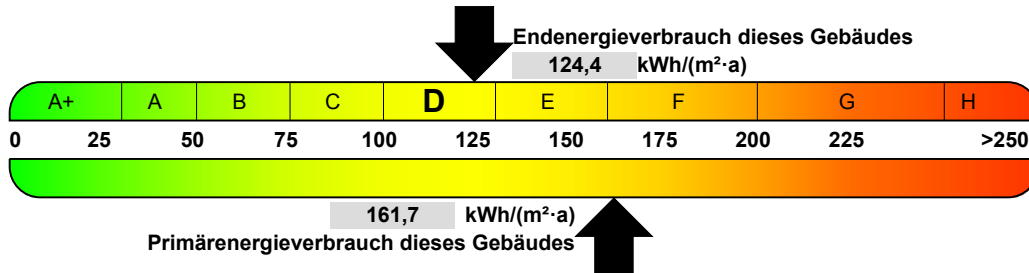 Endenergieverbrauch dieses Gebäudes
124,4 kWh/(m²·a)
A+ A B C D E F G H
0 25 50 75 100 125 150 175 200 225 >250
161,7 kWh/(m²·a)
Primärenergieverbrauch dieses Gebäudes